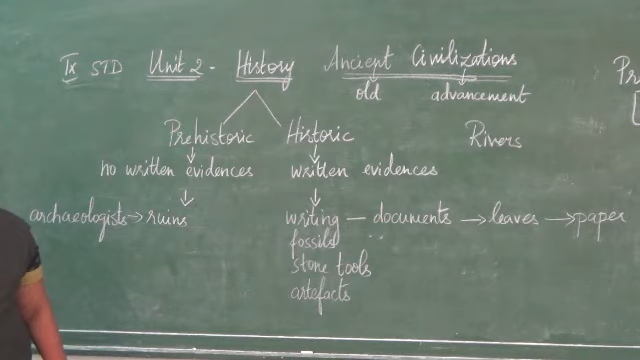 IX STD Unit 2 - History Ancient Civilizations
old advancement
Prehistoric Historic Rivers
no written evidences written evidences
archaeologists → ruins writing — documents → leaves → paper
fossils
stone tools
artefacts